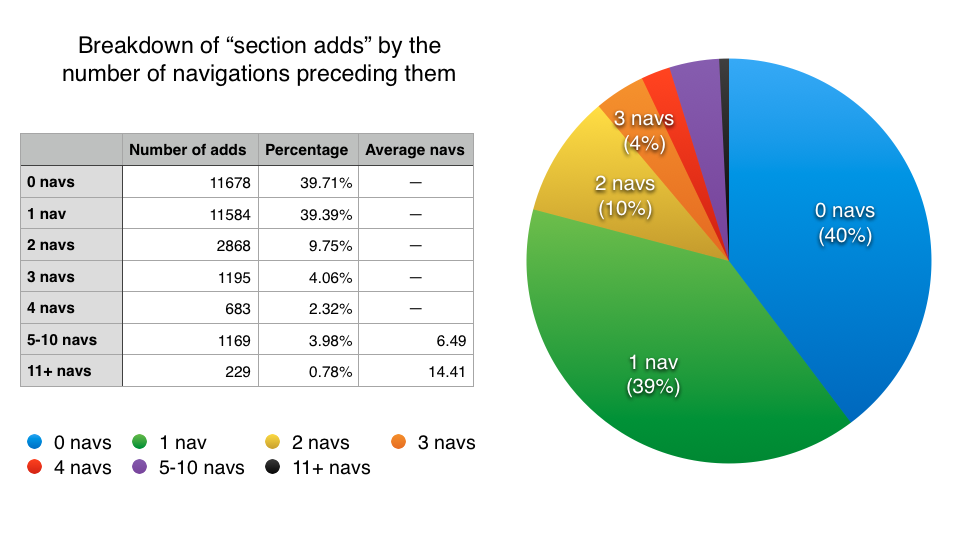 Breakdown of “section adds” by the
number of navigations preceding them
Number of adds Percentage Average navs
0 navs 11678 39.71% —
1 nav 11584 39.39% —
2 navs 2868 9.75% —
3 navs 1195 4.06% —
4 navs 683 2.32% —
5-10 navs 1169 3.98% 6.49
11+ navs 229 0.78% 14.41
0 navs 1 nav 2 navs 3 navs
4 navs 5-10 navs 11+ navs
3 navs
(4%)
2 navs
(10%)
0 navs
(40%)
1 nav
(39%)